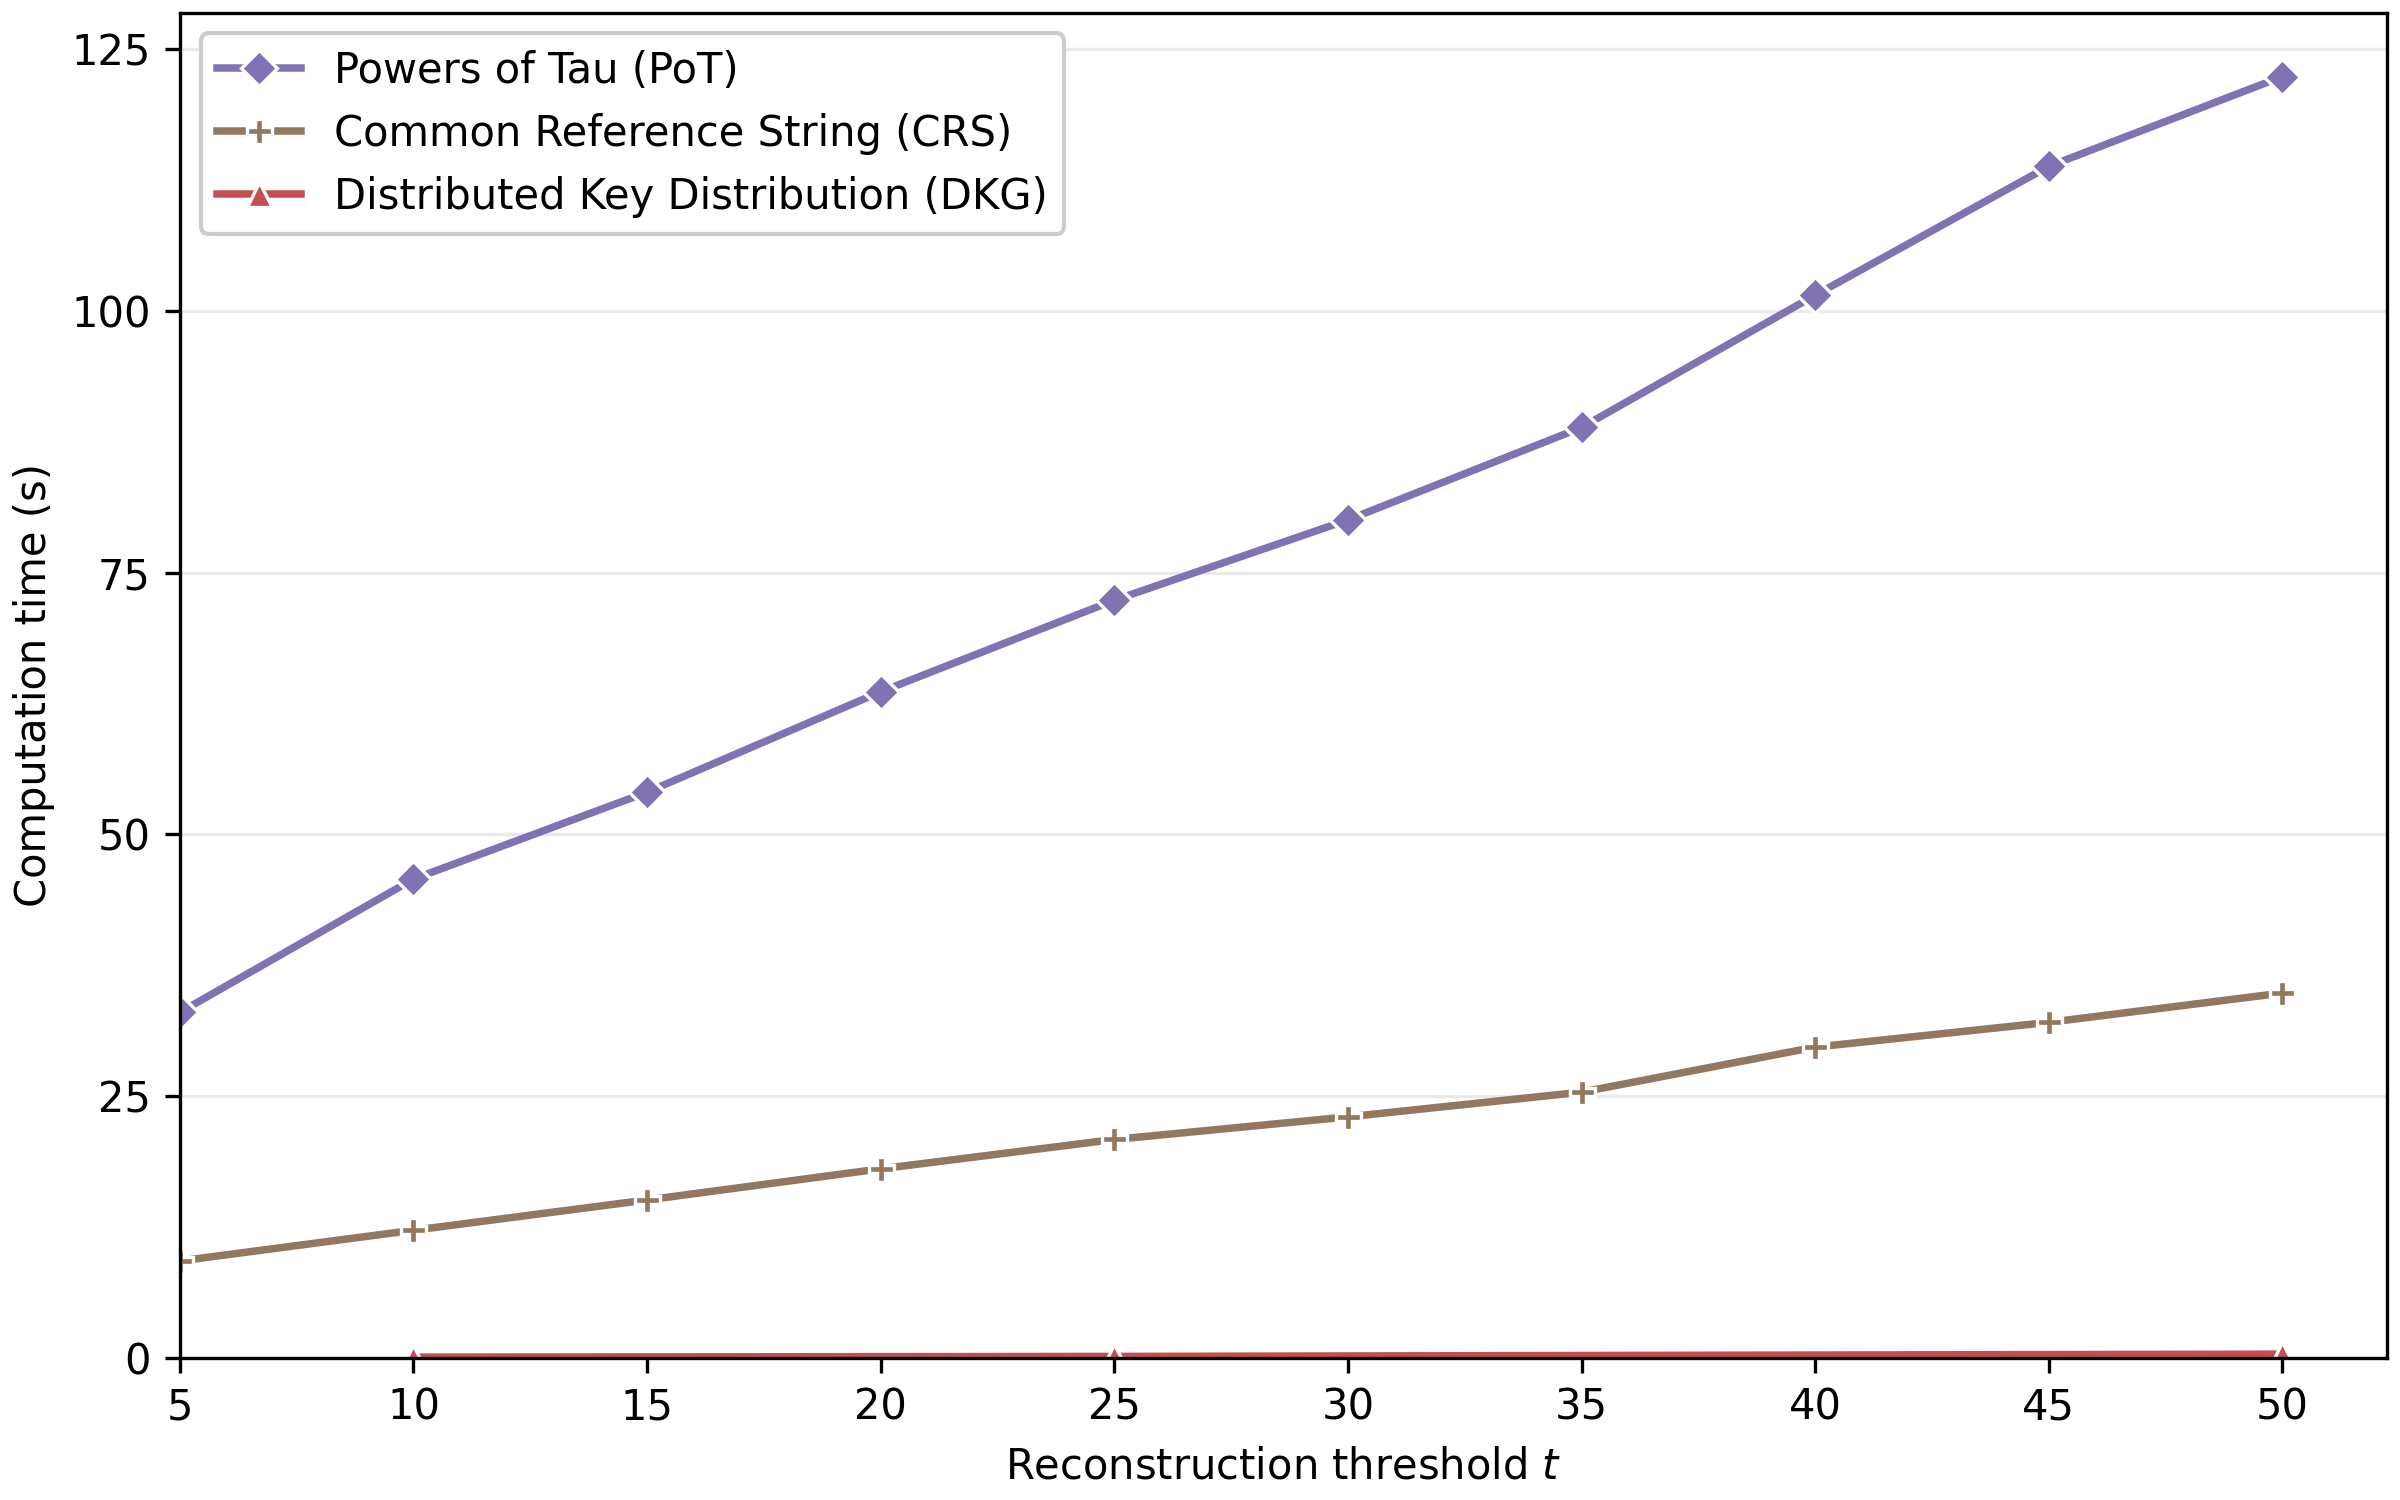 Powers of Tau (PoT)
Common Reference String (CRS)
Distributed Key Distribution (DKG)
125
100
75
50
25
0
Computation time (s)
5 10 15 20 25 30 35 40 45 50
Reconstruction threshold t